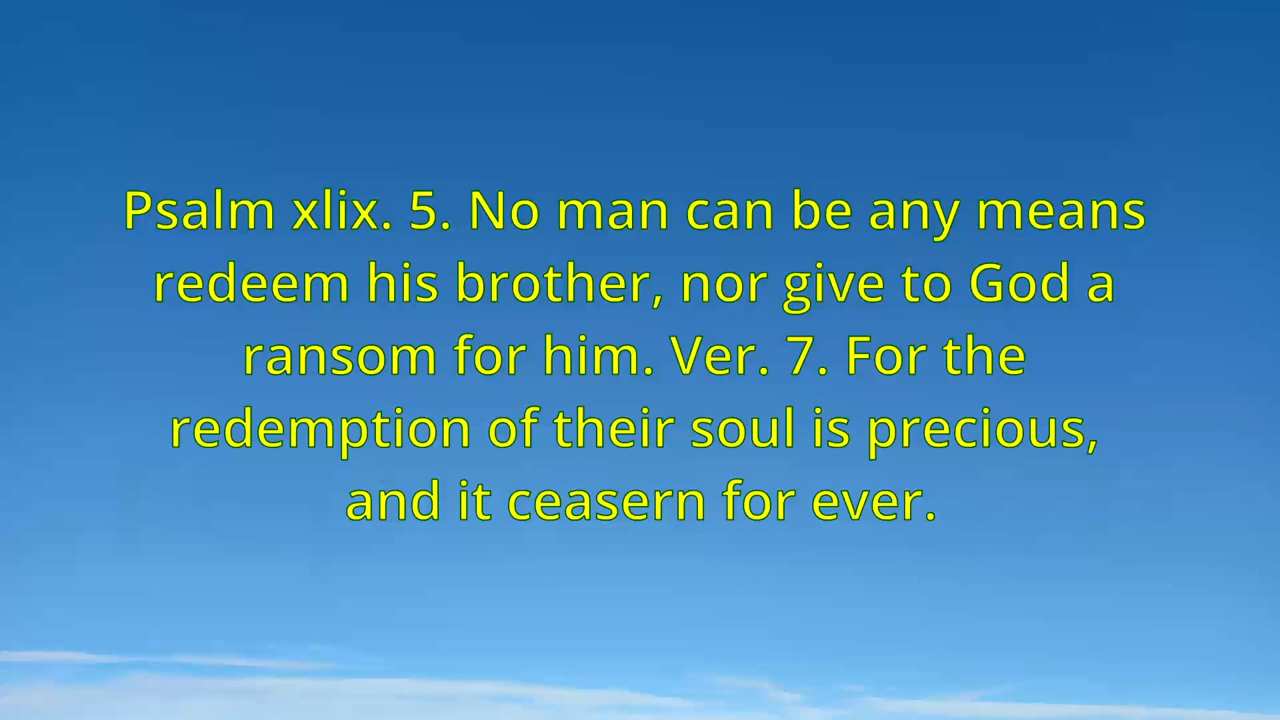 Psalm xlix. 5. No man can be any means
redeem his brother, nor give to God a
ransom for him. Ver. 7. For the
redemption of their soul is precious,
and it ceasern for ever.